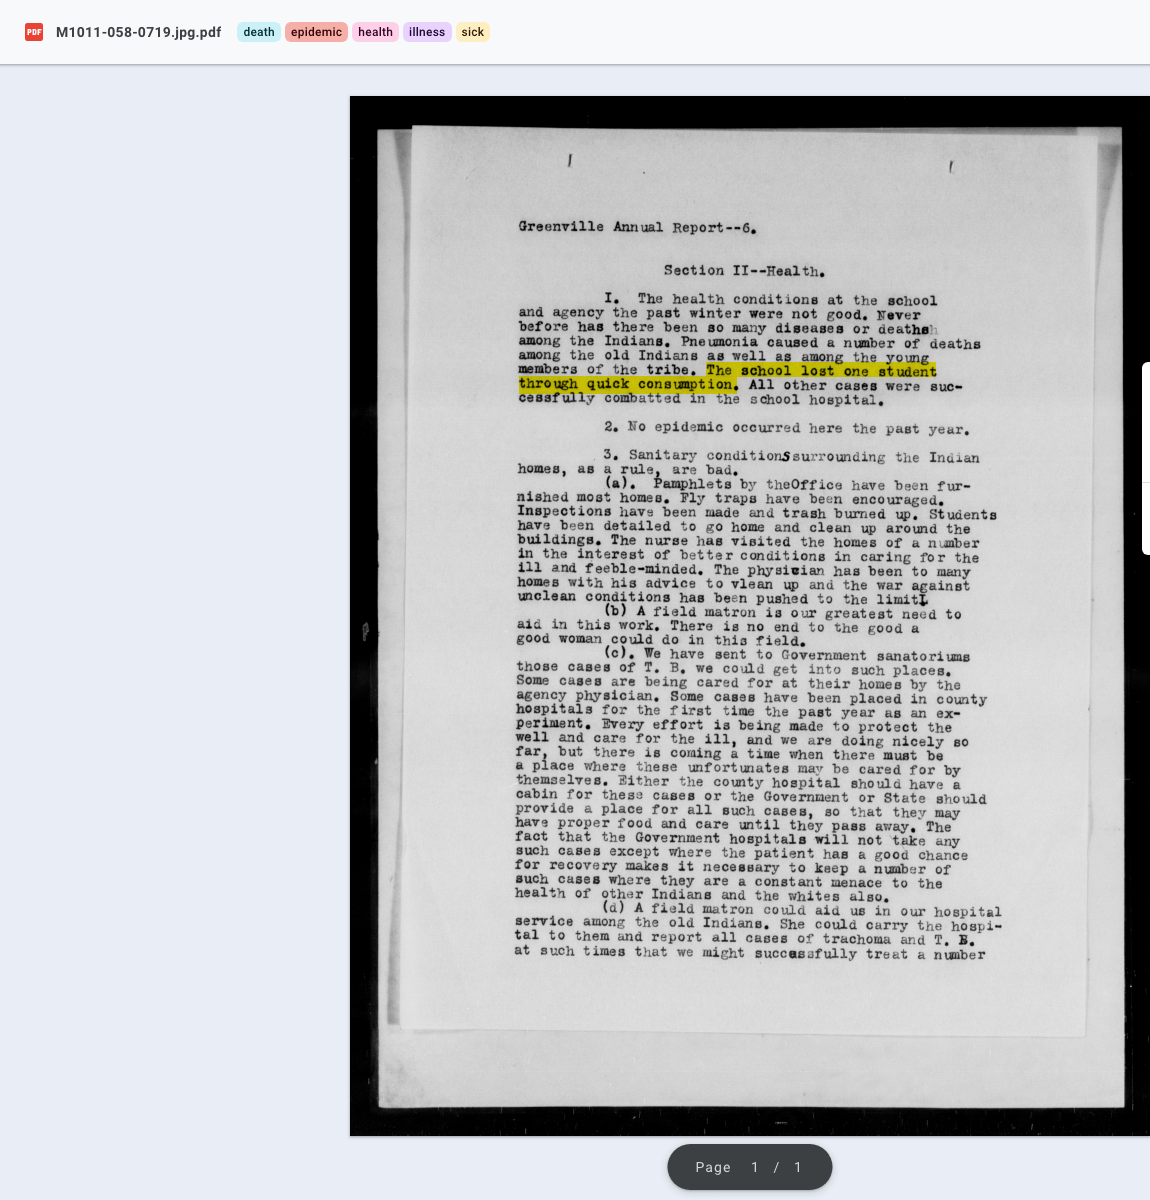 PDF M1011-058-0719.jpg.pdf death epidemic health illness sick
Greenville Annual Report--6.
Section II--Health.
I. The health conditions at the school
and agency the past winter were not good. Never
before has there been so many diseases or deathsh
among the Indians. Pneumonia caused a number of deaths
among the old Indians as well as among the young
members of the tribe. The school lost one student
through quick consumption. All other cases were suc-
cessfully combatted in the school hospital.
2. No epidemic occurred here the past year.
3. Sanitary conditionssurrounding the Indian
homes, as a rule, are bad.
(a). Pamphlets by theOffice have been fur-
nished most homes. Fly traps have been encouraged.
Inspections have been made and trash burned up. Students
have been detailed to go home and clean up around the
buildings. The nurse has visited the homes of a number
in the interest of better conditions in caring for the
ill and feeble-minded. The physician has been to many
homes with his advice to vlean up and the war against
unclean conditions has been pushed to the limit.
(b) A field matron is our greatest need to
aid in this work. There is no end to the good a
good woman could do in this field.
(c). We have sent to Government sanatoriums
those cases of T. B. we could get into such places.
Some cases are being cared for at their homes by the
agency physician. Some cases have been placed in county
hospitals for the first time the past year as an ex-
periment. Every effort is being made to protect the
well and care for the ill, and we are doing nicely so
far, but there is coming a time when there must be
a place where these unfortunates may be cared for by
themselves. Either the county hospital should have a
cabin for these cases or the Government or State should
provide a place for all such cases, so that they may
have proper food and care until they pass away. The
fact that the Government hospitals will not take any
such cases except where the patient has a good chance
for recovery makes it necessary to keep a number of
such cases where they are a constant menace to the
health of other Indians and the whites also.
(d) A field matron could aid us in our hospital
service among the old Indians. She could carry the hospi-
tal to them and report all cases of trachoma and T. B.
at such times that we might successfully treat a number
Page 1 / 1